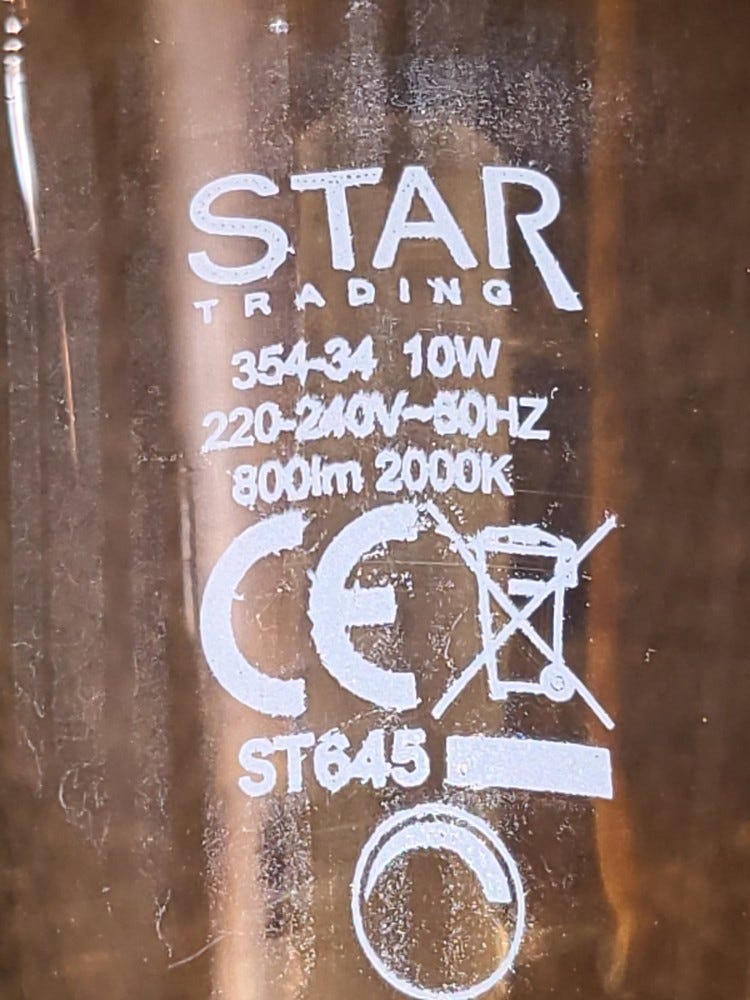 STAR
TRADING
354-34 10W
220-240V~50HZ
800lm 2000K
CE
ST645